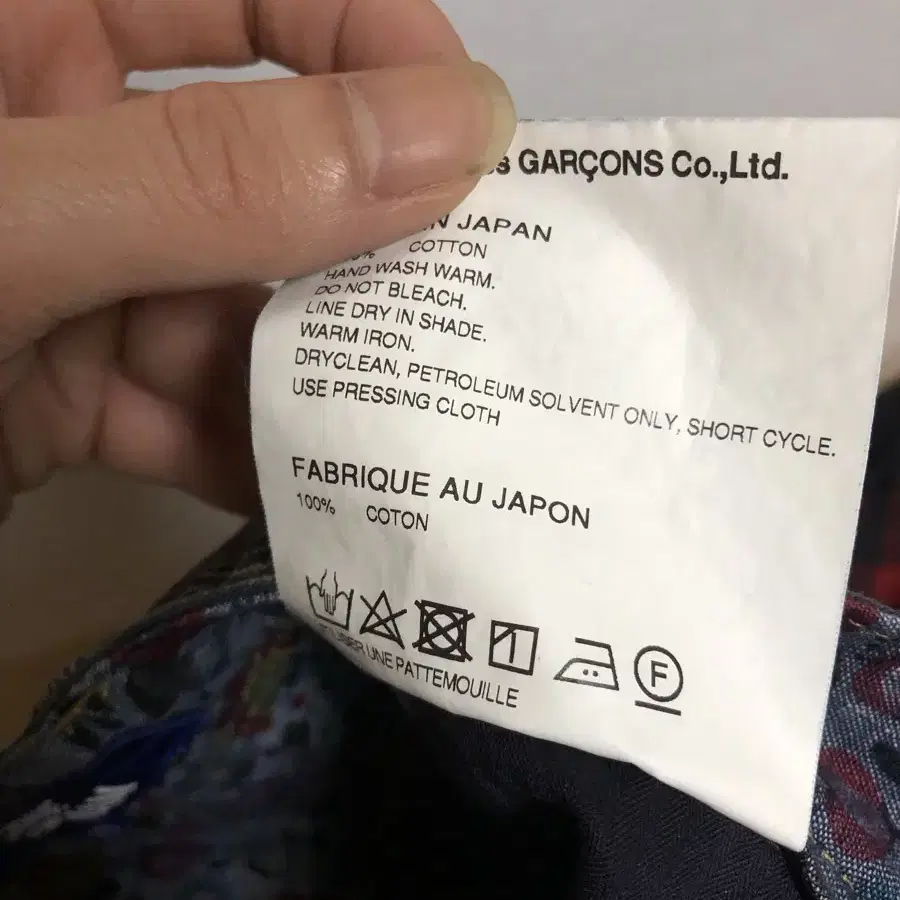 GARÇONS Co.,Ltd.
JAPAN
COTTON
HAND WASH WARM.
DO NOT BLEACH.
LINE DRY IN SHADE.
WARM IRON.
DRYCLEAN, PETROLEUM SOLVENT ONLY, SHORT CYCLE.
USE PRESSING CLOTH
FABRIQUE AU JAPON
100% COTON
F
UNE PATTEMOUILLE